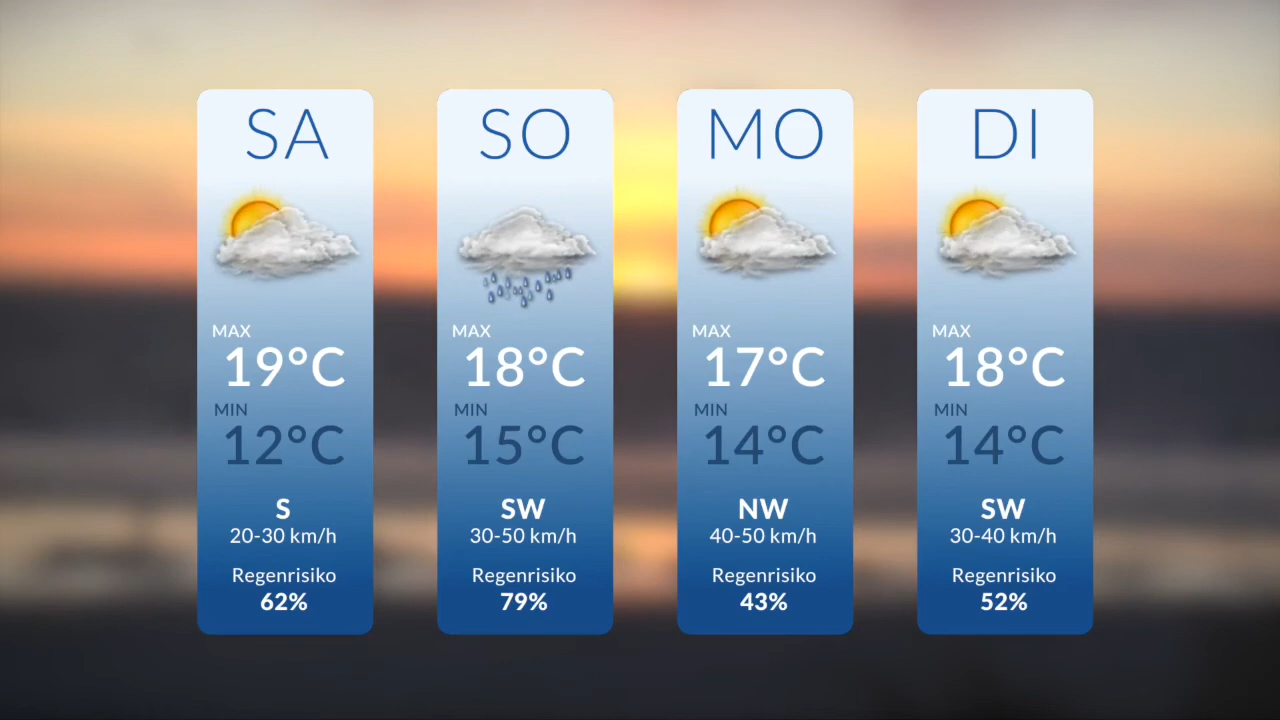 SA
MAX
19°C
MIN
12°C
S
20-30 km/h
Regenrisiko
62%
SO
MAX
18°C
MIN
15°C
SW
30-50 km/h
Regenrisiko
79%
MO
MAX
17°C
MIN
14°C
NW
40-50 km/h
Regenrisiko
43%
DI
MAX
18°C
MIN
14°C
SW
30-40 km/h
Regenrisiko
52%